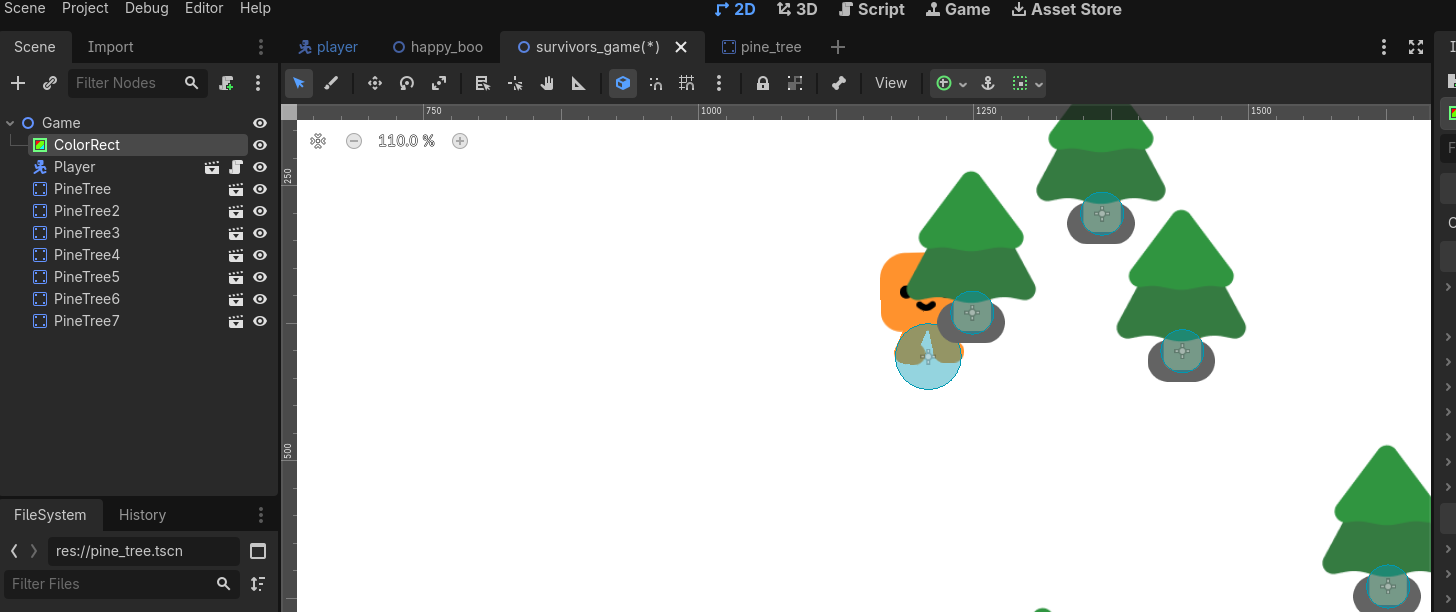 Scene Project Debug Editor Help
2D 3D Script Game Asset Store
Scene Import
player happy_boo survivors_game(*) pine_tree
Filter Nodes
View
750 1000 1250 1500
Game
ColorRect
Player
PineTree
PineTree2
PineTree3
PineTree4
PineTree5
PineTree6
PineTree7
110.0 %
250
500
FileSystem History
res://pine_tree.tscn
Filter Files